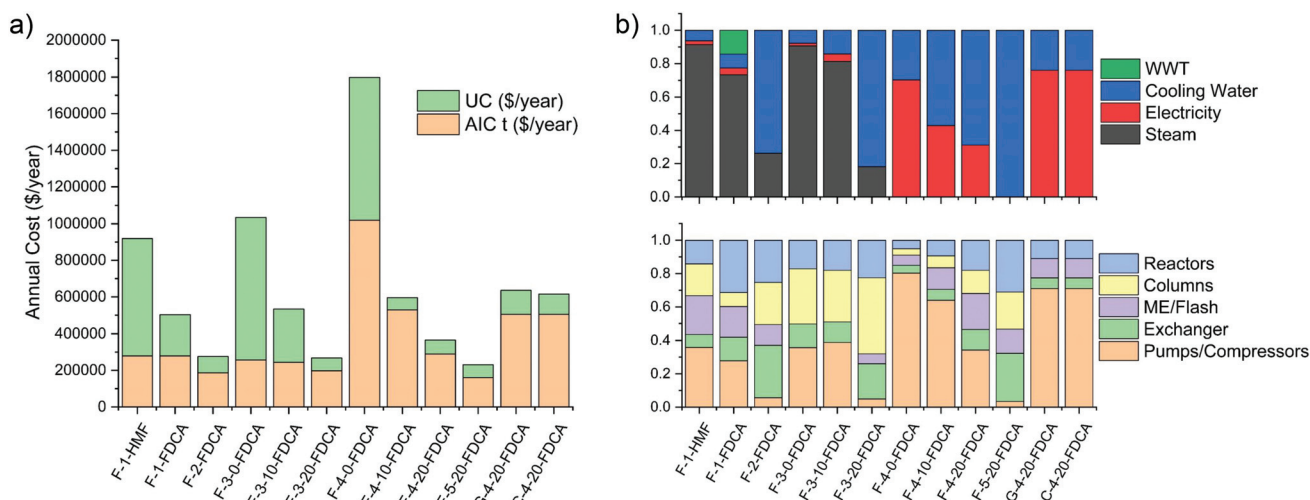 a)
Annual Cost ($/year)
2000000
1800000
1600000
1400000
1200000
1000000
800000
600000
400000
200000
0
UC ($/year)
AIC t ($/year)
F-1-HMF
F-1-FDCA
F-2-FDCA
F-3-0-FDCA
F-3-10-FDCA
F-3-20-FDCA
F-4-0-FDCA
F-4-10-FDCA
F-4-20-FDCA
F-5-20-FDCA
-4-20-FDCA
-4-20-FDCA
b)
1.0
0.8
0.6
0.4
0.2
0.0
WWT
Cooling Water
Electricity
Steam
1.0
0.8
0.6
0.4
0.2
0.0
Reactors
Columns
ME/Flash
Exchanger
Pumps/Compressors
F-1-HMF
F-1-FDCA
F-2-FDCA
F-3-0-FDCA
F-3-10-FDCA
F-3-20-FDCA
F-4-0-FDCA
F-4-10-FDCA
F-4-20-FDCA
F-5-20-FDCA
G-4-20-FDCA
C-4-20-FDCA